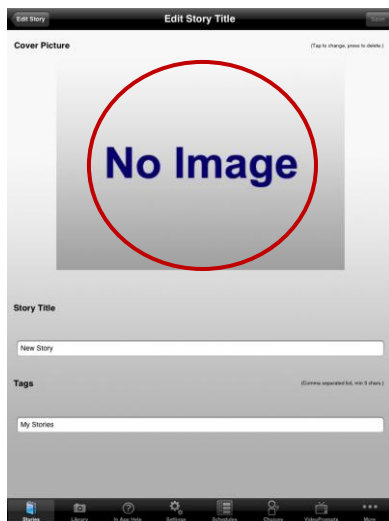 Edit Story
Edit Story Title
Save
Cover Picture
(Tap to change, press to delete.)
No Image
Story Title
New Story
Tags
(Comma separated list, min 3 chars.)
My Stories
Stories
Library
In App Help
Settings
Schedules
Choices
VideoPrompts
More